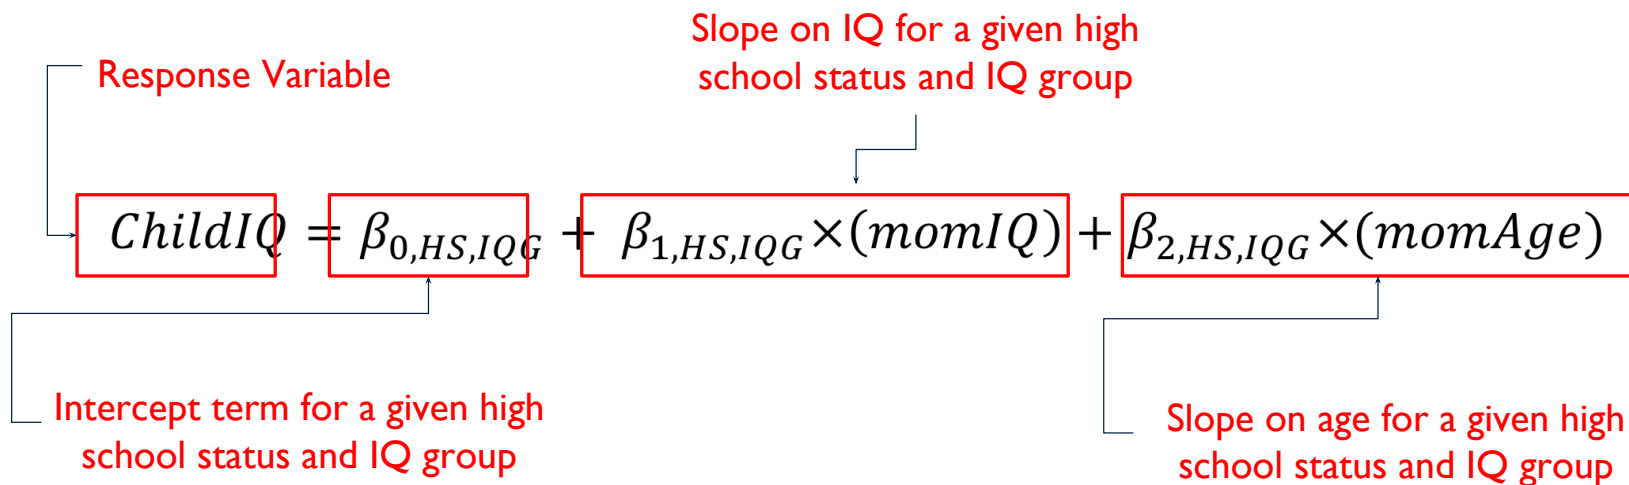 Slope on IQ for a given high
school status and IQ group
Response Variable
ChildIQ = β₀,HS,IQG + β₁,HS,IQG×(momIQ) + β₂,HS,IQG×(momAge)
Intercept term for a given high
school status and IQ group
Slope on age for a given high
school status and IQ group